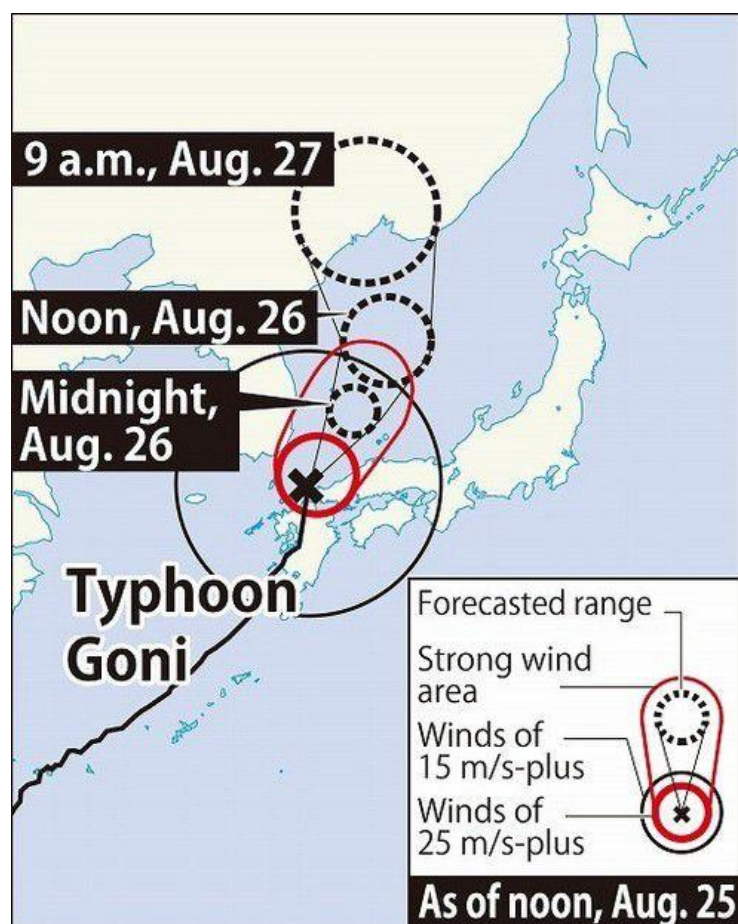 9 a.m., Aug. 27
Noon, Aug. 26
Midnight,
Aug. 26
Typhoon
Goni
Forecasted range
Strong wind
area
Winds of
15 m/s-plus
Winds of
25 m/s-plus
As of noon, Aug. 25